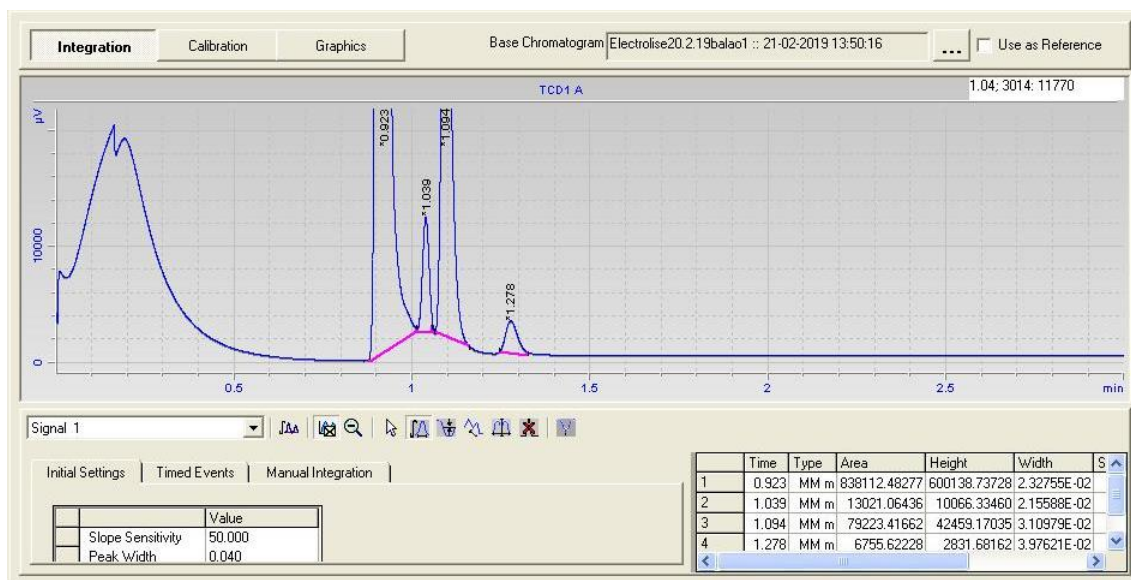 Integration Calibration Graphics Base Chromatogram Electrolise20.2.19balao1 :: 21-02-2019 13:50:16 ... Use as Reference
TCD1 A 1.04; 3014: 11770
µV
*0.923
*1.094
*1.039
10000
*1.278
0
0.5 1 1.5 2 2.5 min
Signal 1
Initial Settings Timed Events Manual Integration
Value
Slope Sensitivity 50.000
Peak Width 0.040
Time Type Area Height Width S
1 0.923 MM m 838112.48277 600138.73728 2.32755E-02
2 1.039 MM m 13021.06436 10066.33460 2.15588E-02
3 1.094 MM m 79223.41662 42459.17035 3.10979E-02
4 1.278 MM m 6755.62228 2831.68162 3.97621E-02